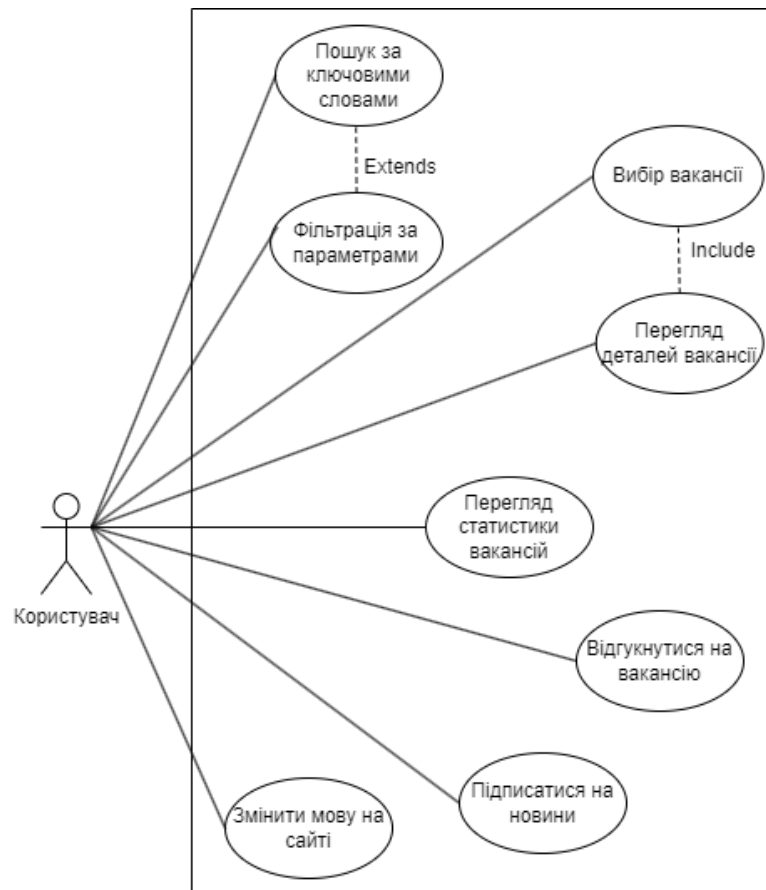 Пошук за
ключовими
словами
Extends
Фільтрація за
параметрами
Вибір вакансії
Include
Перегляд
деталей вакансії
Перегляд
статистики
вакансій
Користувач
Відгукнутися на
вакансію
Підписатися на
новини
Змінити мову на
сайті